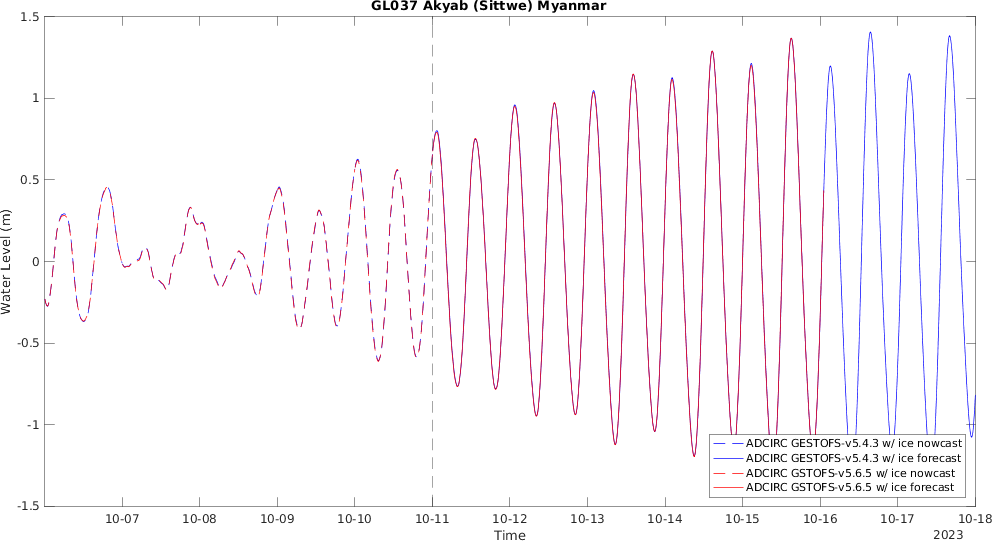 GL037 Akyab (Sittwe) Myanmar
1.5
1
0.5
0
-0.5
-1
-1.5
Water Level (m)
10-07 10-08 10-09 10-10 10-11 10-12 10-13 10-14 10-15 10-16 10-17 10-18
Time
2023
ADCIRC GESTOFS-v5.4.3 w/ ice nowcast
ADCIRC GESTOFS-v5.4.3 w/ ice forecast
ADCIRC GSTOFS-v5.6.5 w/ ice nowcast
ADCIRC GSTOFS-v5.6.5 w/ ice forecast